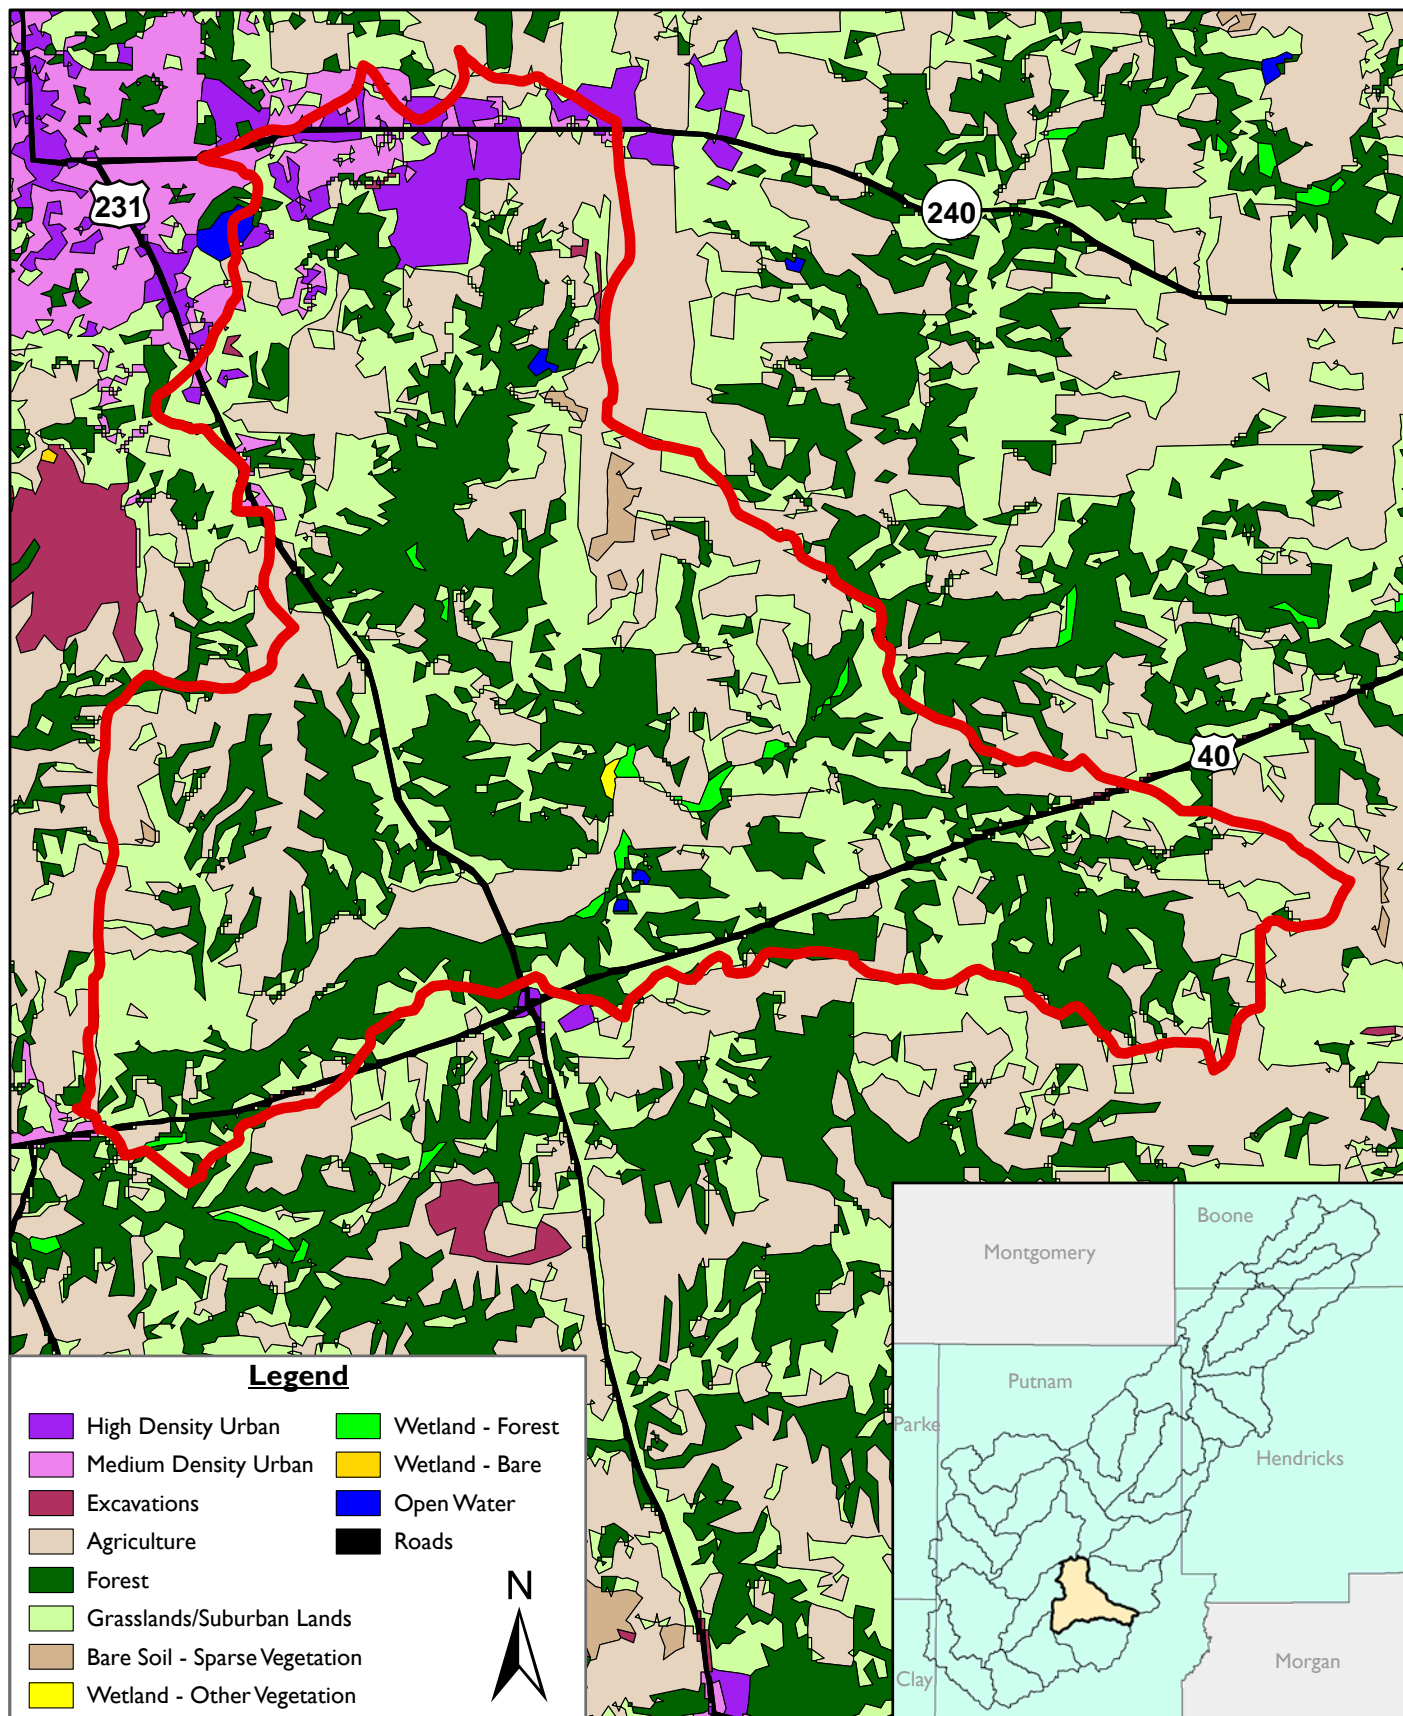 231
240
40
Legend
High Density Urban
Medium Density Urban
Excavations
Agriculture
Forest
Grasslands/Suburban Lands
Bare Soil - Sparse Vegetation
Wetland - Other Vegetation
Wetland - Forest
Wetland - Bare
Open Water
Roads
N
Boone
Montgomery
Putnam
Parke
Hendricks
Clay
Morgan